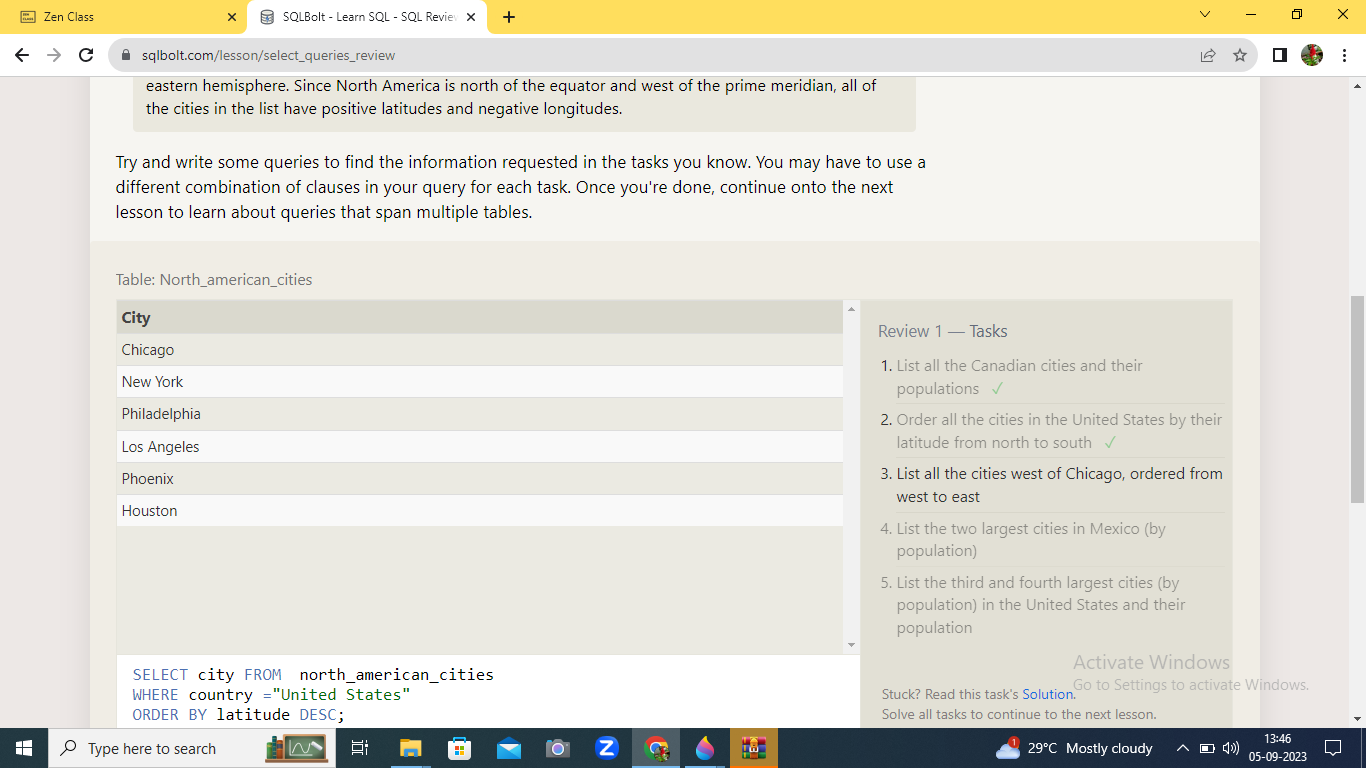 Zen Class
SQLBolt - Learn SQL - SQL Review
sqlbolt.com/lesson/select_queries_review
eastern hemisphere. Since North America is north of the equator and west of the prime meridian, all of
the cities in the list have positive latitudes and negative longitudes.
Try and write some queries to find the information requested in the tasks you know. You may have to use a
different combination of clauses in your query for each task. Once you're done, continue onto the next
lesson to learn about queries that span multiple tables.
Table: North_american_cities
City
Chicago
New York
Philadelphia
Los Angeles
Phoenix
Houston
SELECT city FROM  north_american_cities
WHERE country ="United States"
ORDER BY latitude DESC;
Review 1 — Tasks
1. List all the Canadian cities and their
populations ✓
2. Order all the cities in the United States by their
latitude from north to south ✓
3. List all the cities west of Chicago, ordered from
west to east
4. List the two largest cities in Mexico (by
population)
5. List the third and fourth largest cities (by
population) in the United States and their
population
Stuck? Read this task's Solution.
Solve all tasks to continue to the next lesson.
Activate Windows
Go to Settings to activate Windows.
Type here to search
Z
1
29°C Mostly cloudy
13:46
05-09-2023